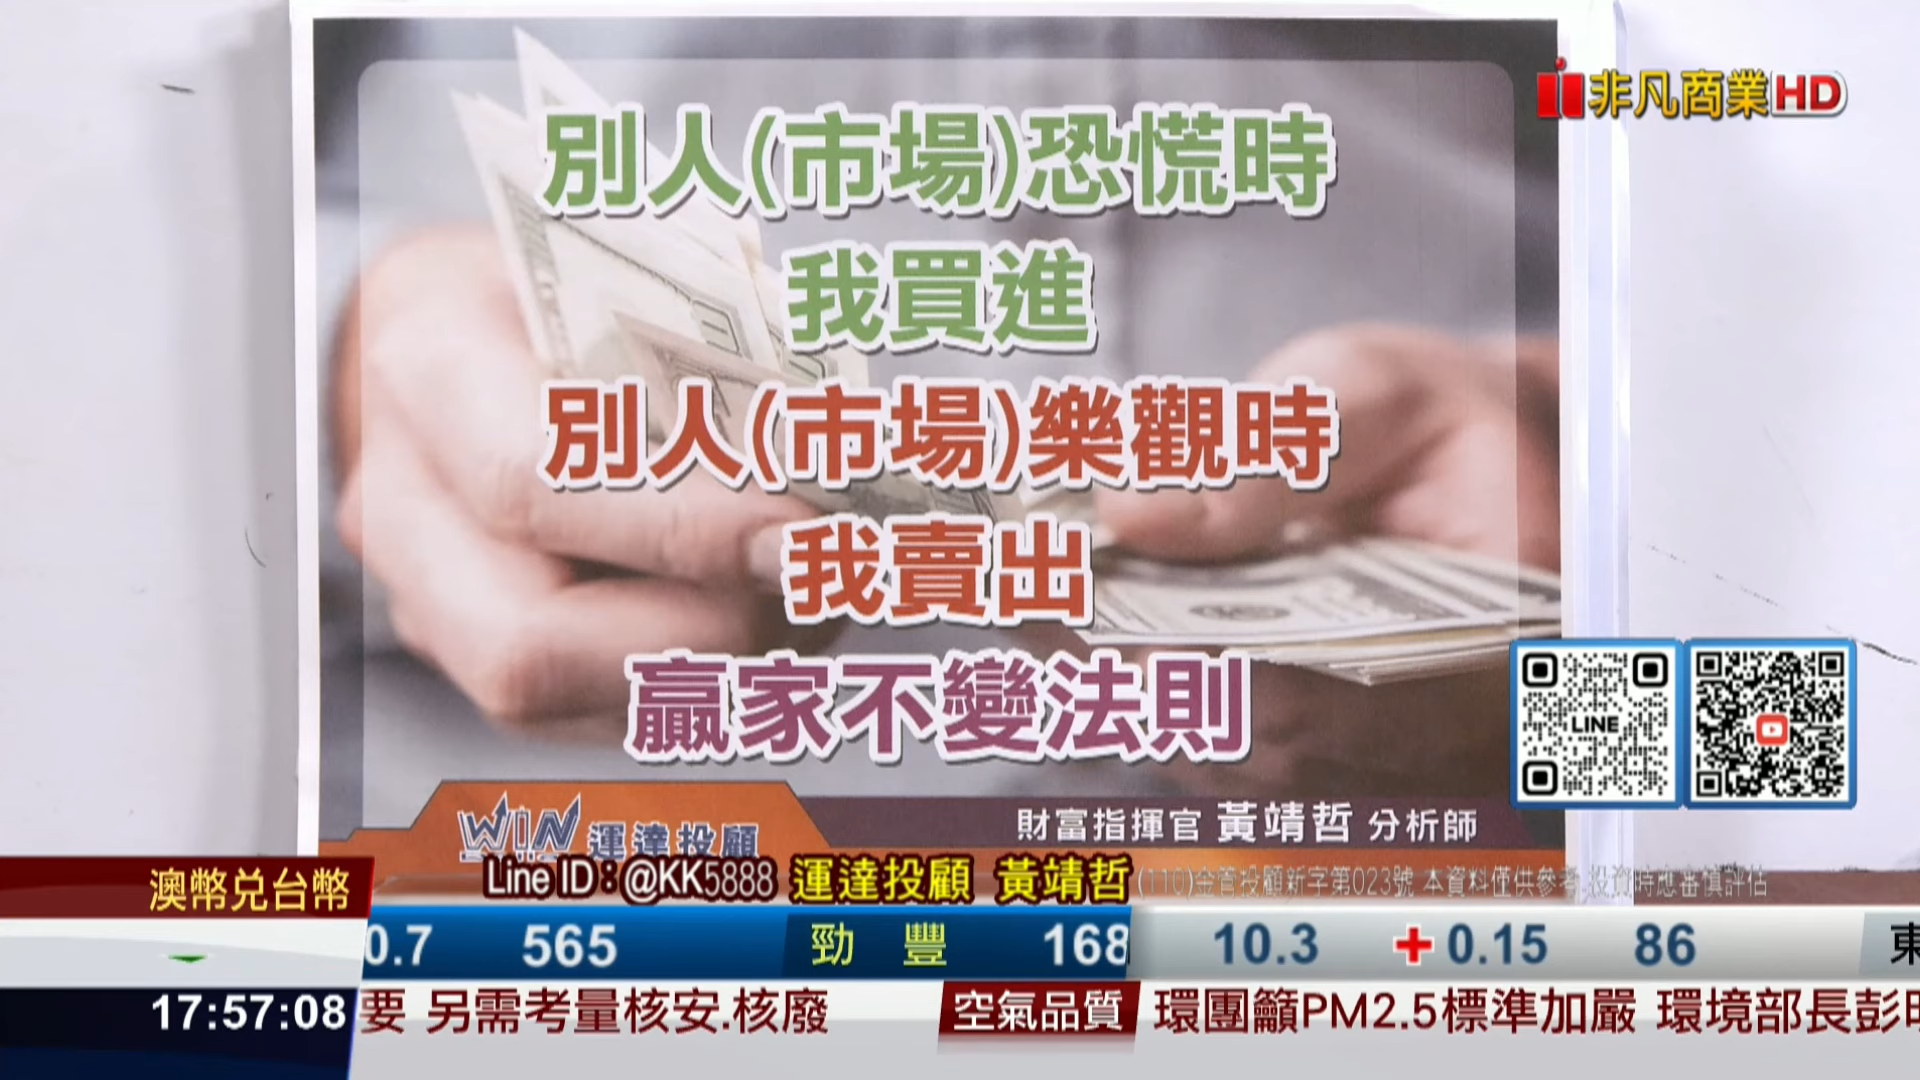 非凡商業HD
別人(市場)恐慌時
我買進
別人(市場)樂觀時
我賣出
贏家不變法則
LINE
WIN 運達投顧
財富指揮官 黃靖哲 分析師
Line ID：@KK5888 運達投顧 黃靖哲
(110)金管投顧新字第023號 本資料僅供參考 投資時應審慎評估
澳幣兌台幣
0.7 565 勁豐 168 10.3 +0.15 86 東
17:57:08
要 另需考量核安.核廢 空氣品質 環團籲PM2.5標準加嚴 環境部長彭